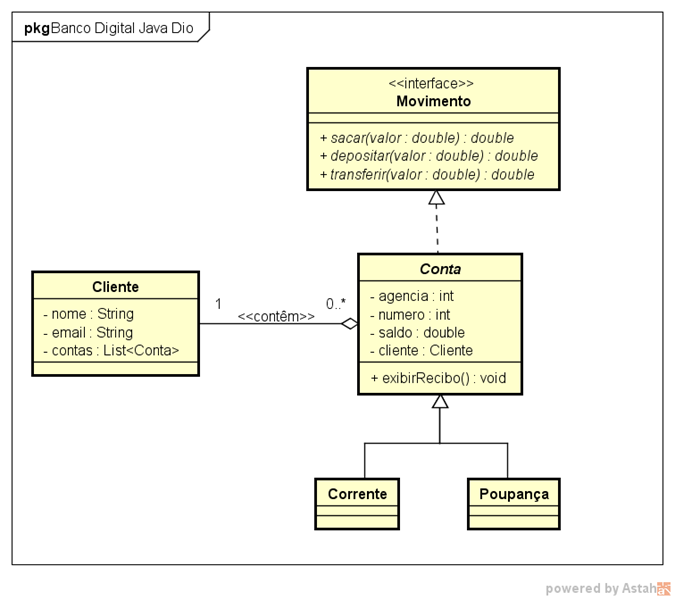 pkg Banco Digital Java Dio
<<interface>>
Movimento
+ sacar(valor : double) : double
+ depositar(valor : double) : double
+ transferir(valor : double) : double
Cliente
- nome : String
- email : String
- contas : List<Conta>
1
<<contêm>>
0..*
Conta
- agencia : int
- numero : int
- saldo : double
- cliente : Cliente
+ exibirRecibo() : void
Corrente
Poupança
powered by Astah